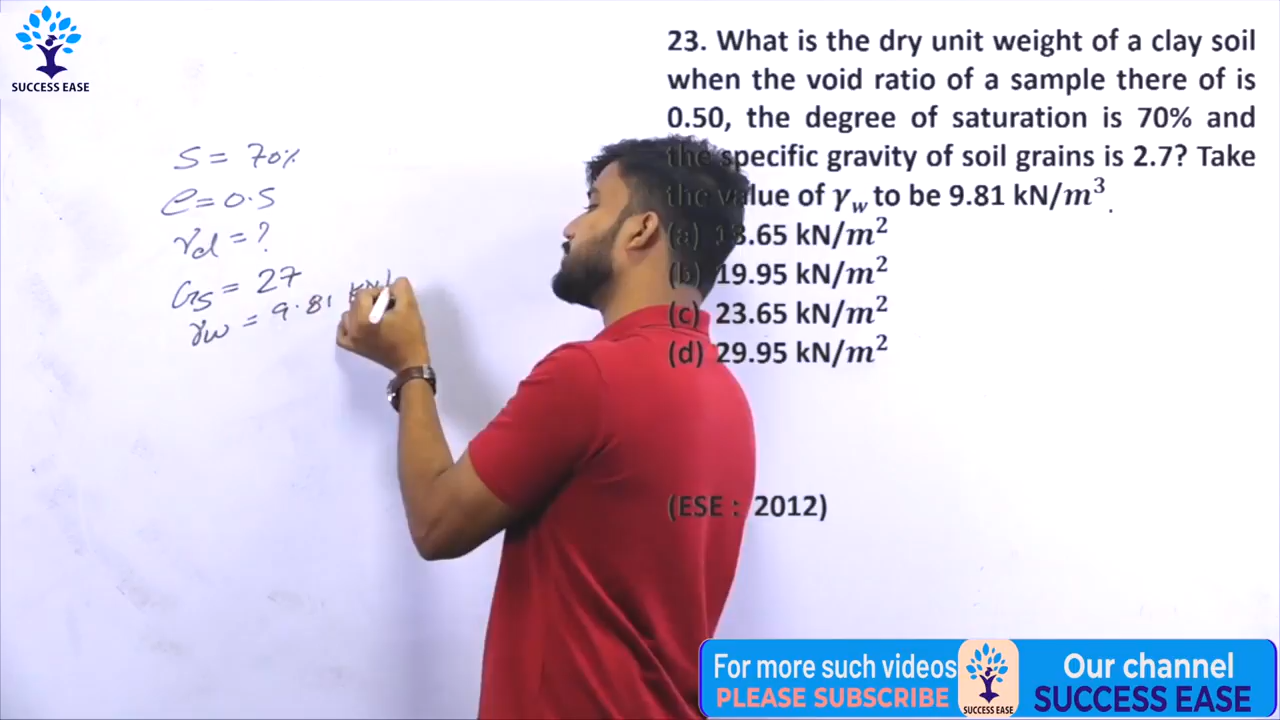 SUCCESS EASE
23. What is the dry unit weight of a clay soil
when the void ratio of a sample there of is
0.50, the degree of saturation is 70% and
the specific gravity of soil grains is 2.7? Take
the value of γw to be 9.81 kN/m³.
(a) 18.65 kN/m²
(b) 19.95 kN/m²
(c) 23.65 kN/m²
(d) 29.95 kN/m²
(ESE : 2012)
S = 70%
e = 0.5
γd = ?
Gs = 27
γw = 9.81 kN/
For more such videos
PLEASE SUBSCRIBE
SUCCESS EASE
Our channel
SUCCESS EASE